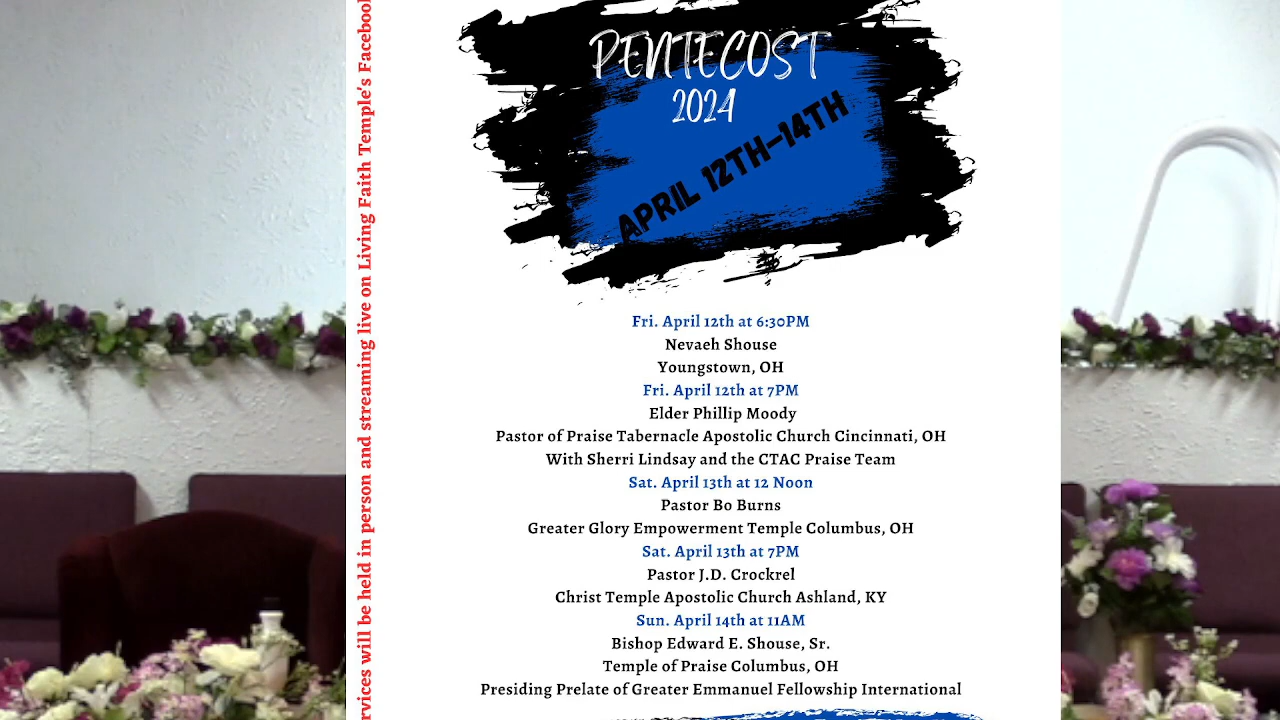 PENTECOST
2024
APRIL 12TH-14TH
Fri. April 12th at 6:30PM
Nevaeh Shouse
Youngstown, OH
Fri. April 12th at 7PM
Elder Phillip Moody
Pastor of Praise Tabernacle Apostolic Church Cincinnati, OH
With Sherri Lindsay and the CTAC Praise Team
Sat. April 13th at 12 Noon
Pastor Bo Burns
Greater Glory Empowerment Temple Columbus, OH
Sat. April 13th at 7PM
Pastor J.D. Crockrel
Christ Temple Apostolic Church Ashland, KY
Sun. April 14th at 11AM
Bishop Edward E. Shouse, Sr.
Temple of Praise Columbus, OH
Presiding Prelate of Greater Emmanuel Fellowship International
will be held in person and streaming live on Living Faith Temple's